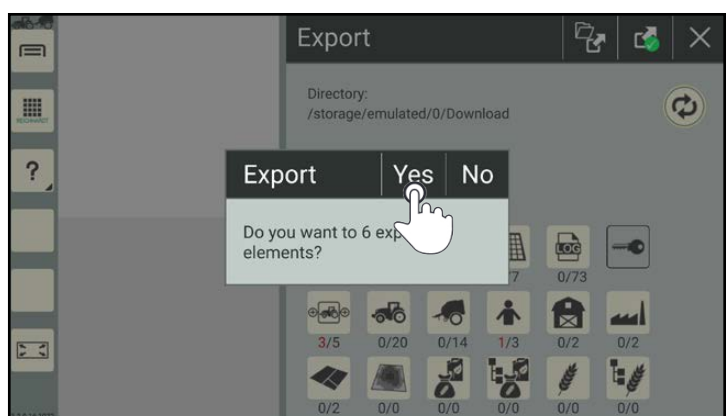 Export
Directory:
/storage/emulated/0/Download
REICHHARDT
?
Export Yes No
Do you want to 6
elements?
LOG
0/73
3/5 0/20 0/14 1/3 0/2 0/2
0/2 0/0 0/0 0/0 0/0 0/0